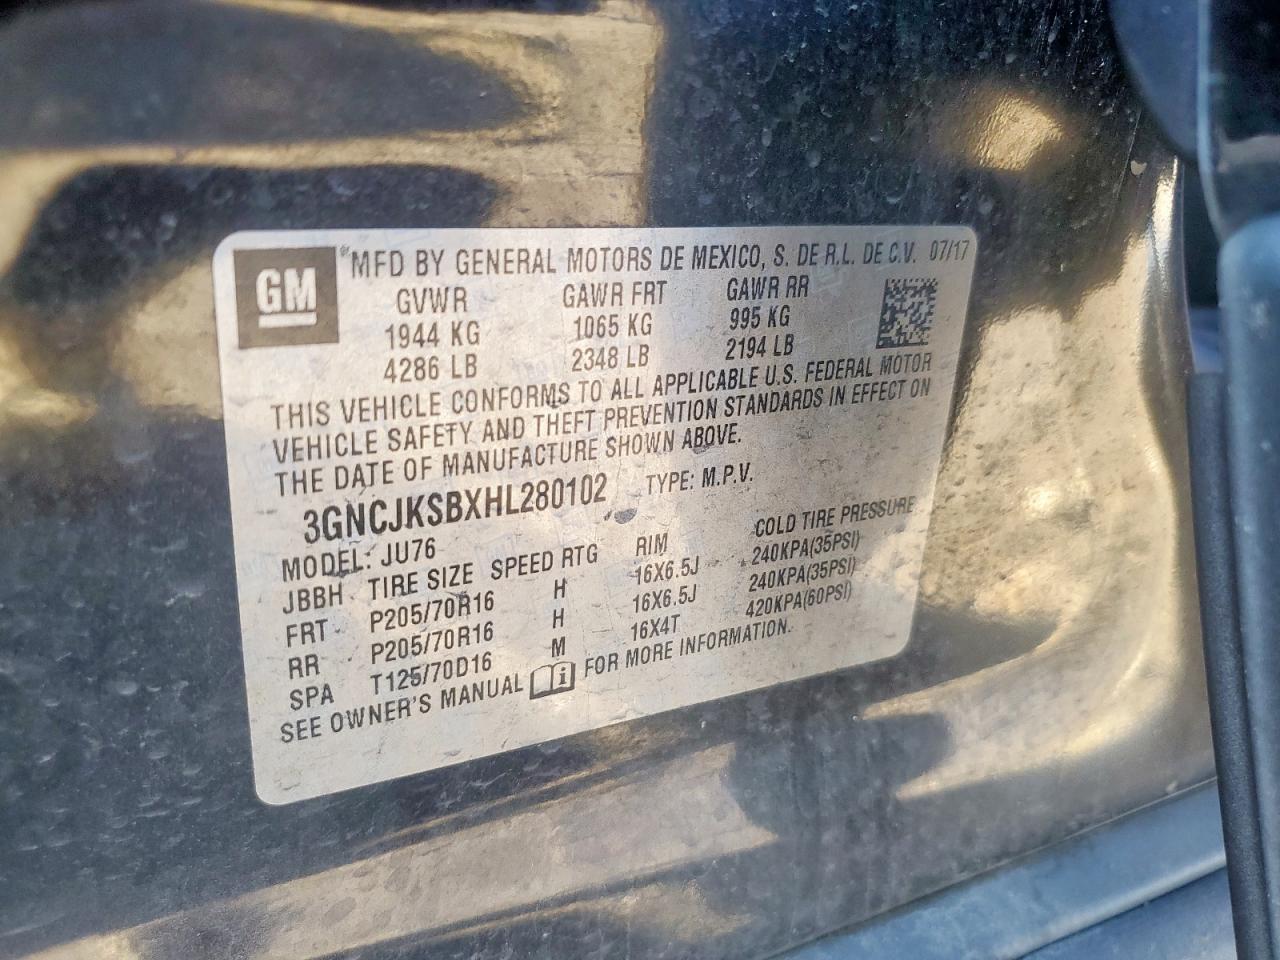 GM
® MFD BY GENERAL MOTORS DE MEXICO, S. DE R.L. DE C.V. 07/17
GVWR GAWR FRT GAWR RR
1944 KG 1065 KG 995 KG
4286 LB 2348 LB 2194 LB
THIS VEHICLE CONFORMS TO ALL APPLICABLE U.S. FEDERAL MOTOR
VEHICLE SAFETY AND THEFT PREVENTION STANDARDS IN EFFECT ON
THE DATE OF MANUFACTURE SHOWN ABOVE.
3GNCJKSBXHL280102 TYPE: M.P.V.
MODEL: JU76
JBBH TIRE SIZE SPEED RTG RIM COLD TIRE PRESSURE
FRT P205/70R16 H 16X6.5J 240KPA(35PSI)
RR P205/70R16 H 16X6.5J 240KPA(35PSI)
SPA T125/70D16 M 16X4T 420KPA(60PSI)
SEE OWNER'S MANUAL i FOR MORE INFORMATION.